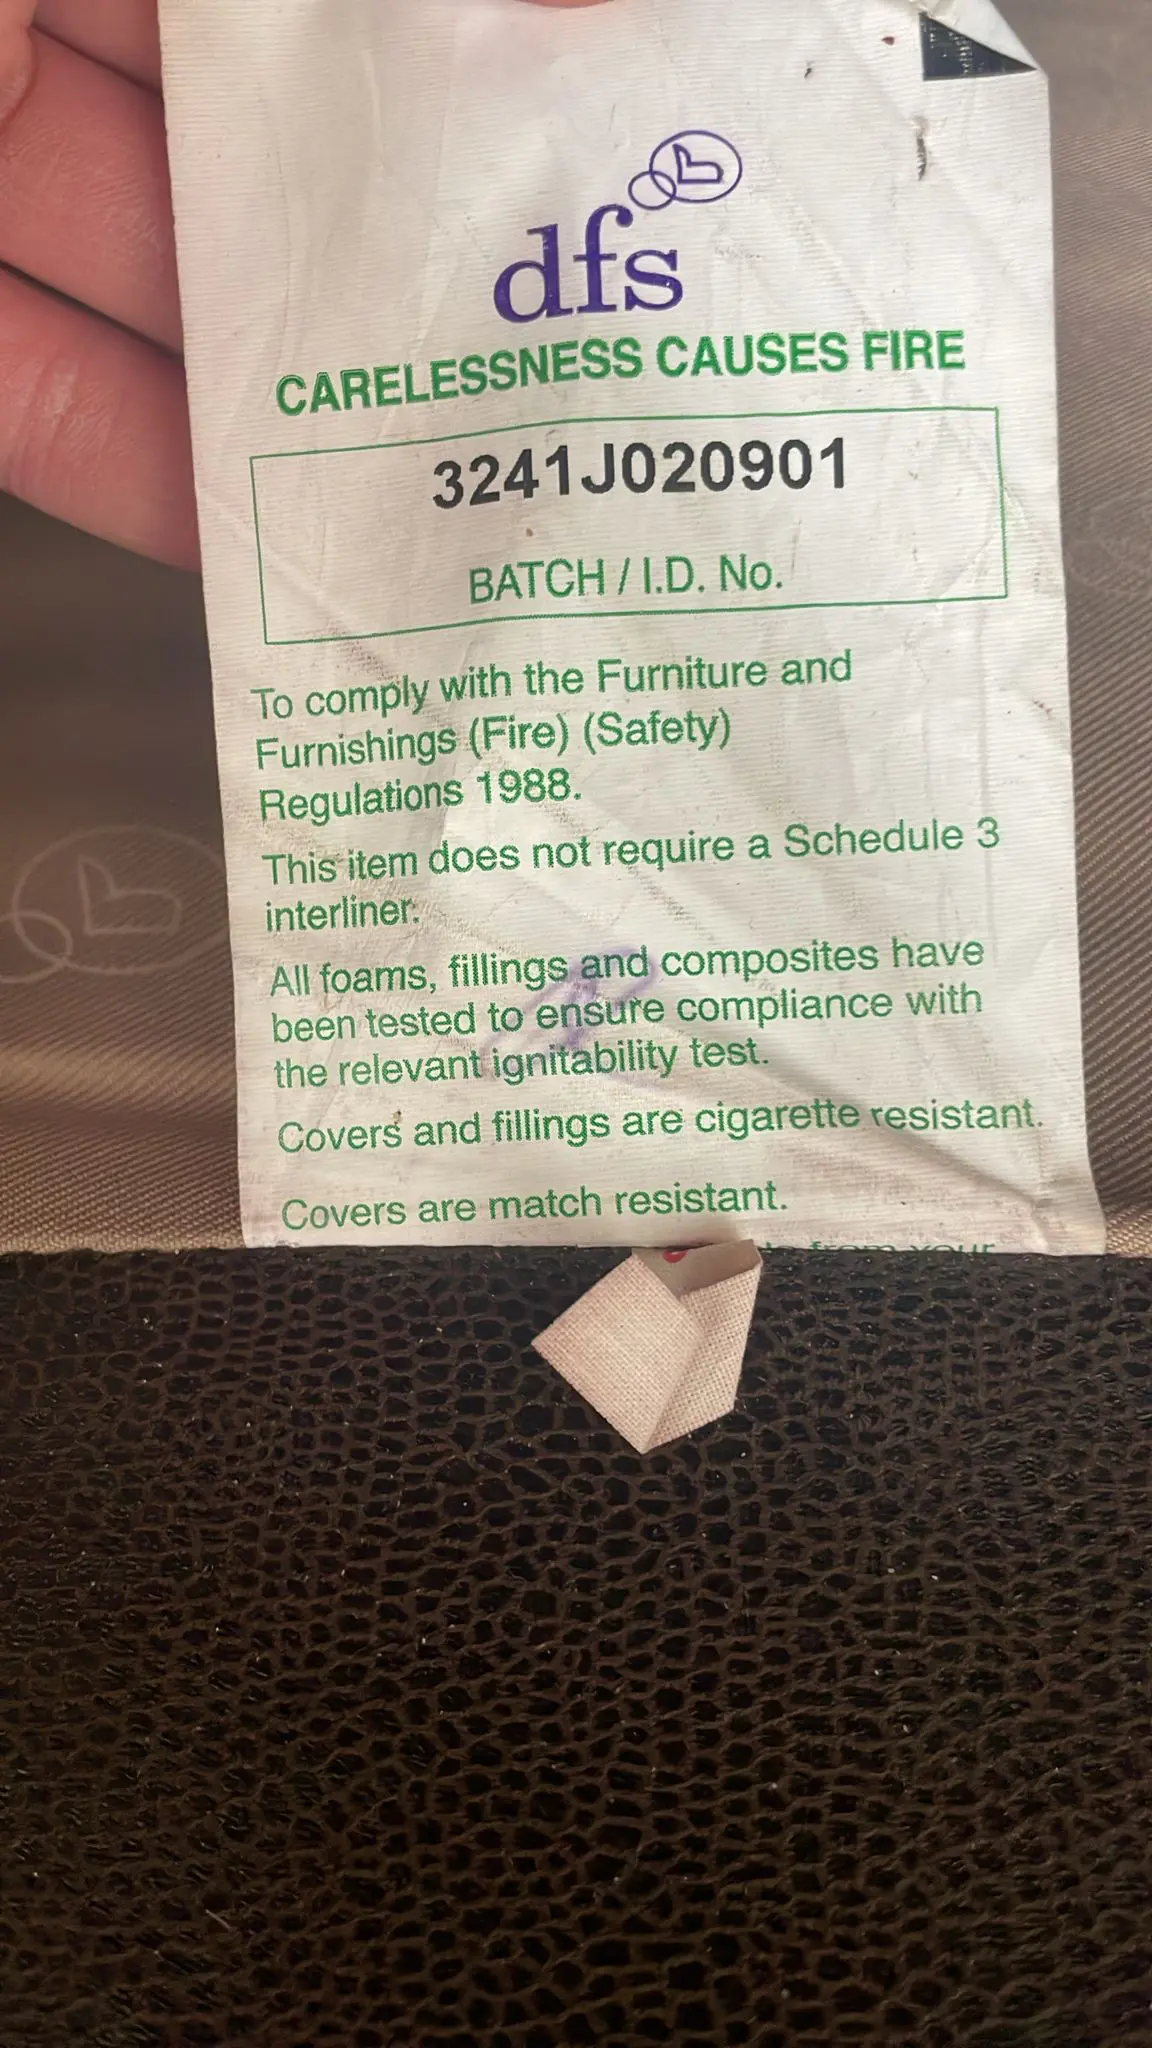 dfs
CARELESSNESS CAUSES FIRE
3241J020901
BATCH / I.D. No.
To comply with the Furniture and
Furnishings (Fire) (Safety)
Regulations 1988.
This item does not require a Schedule 3
interliner.
All foams, fillings and composites have
been tested to ensure compliance with
the relevant ignitability test.
Covers and fillings are cigarette resistant.
Covers are match resistant.
from your